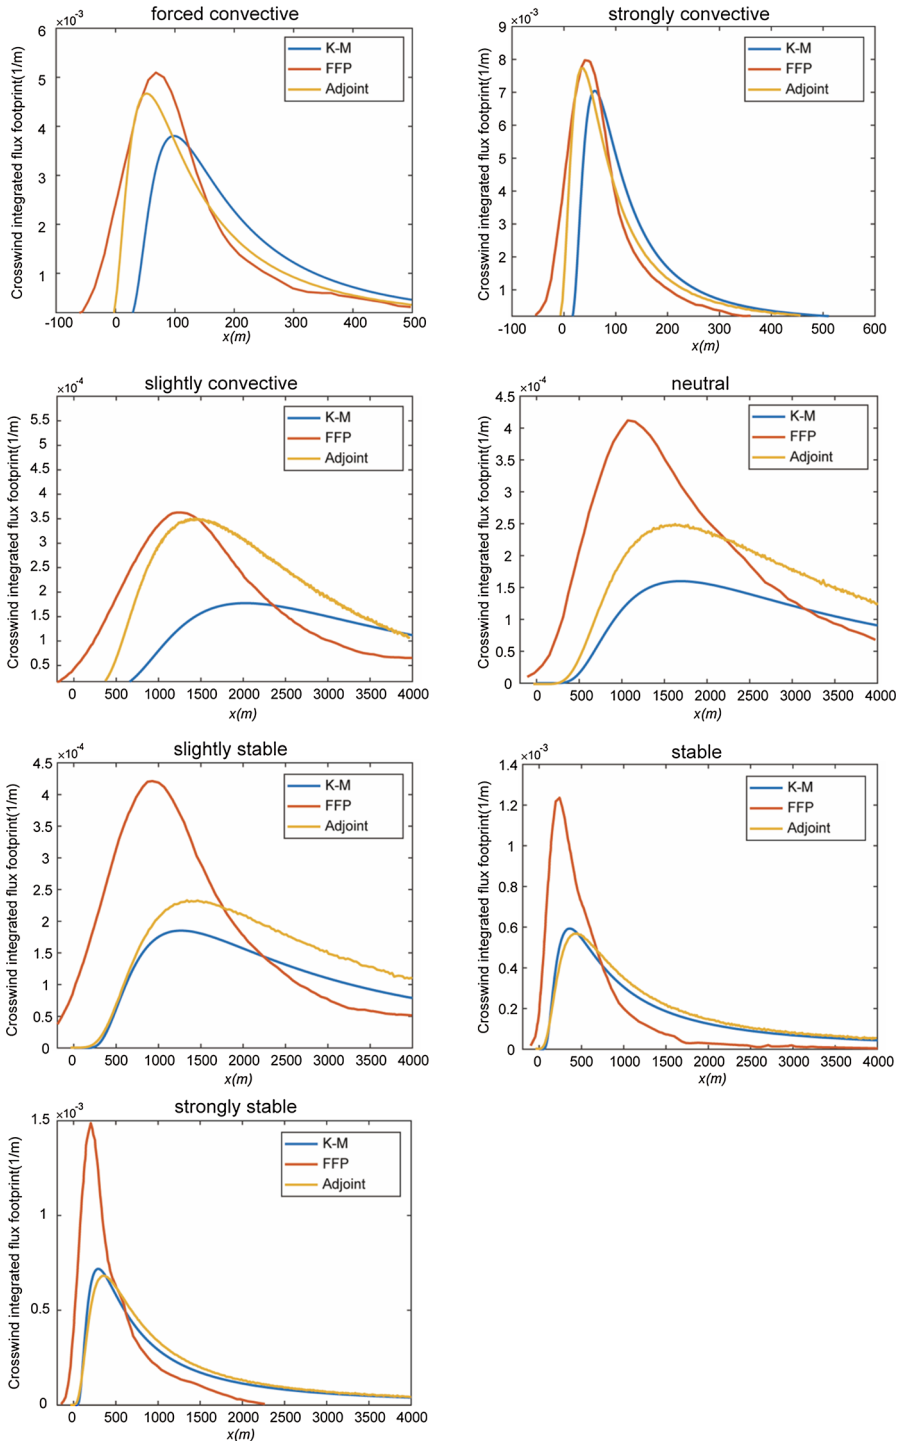 forced convective
×10⁻³
Crosswind integrated flux footprint(1/m)
6
5
4
3
2
1
K-M
FFP
Adjoint
-100 0 100 200 300 400 500
x(m)
strongly convective
×10⁻³
Crosswind integrated flux footprint(1/m)
9
8
7
6
5
4
3
2
1
K-M
FFP
Adjoint
-100 0 100 200 300 400 500 600
x(m)
slightly convective
×10⁻⁴
Crosswind integrated flux footprint(1/m)
5.5
5
4.5
4
3.5
3
2.5
2
1.5
1
0.5
K-M
FFP
Adjoint
0 500 1000 1500 2000 2500 3000 3500 4000
x(m)
neutral
×10⁻⁴
Crosswind integrated flux footprint(1/m)
4.5
4
3.5
3
2.5
2
1.5
1
0.5
0
K-M
FFP
Adjoint
0 500 1000 1500 2000 2500 3000 3500 4000
x(m)
slightly stable
×10⁻⁴
Crosswind integrated flux footprint(1/m)
4.5
4
3.5
3
2.5
2
1.5
1
0.5
0
K-M
FFP
Adjoint
0 500 1000 1500 2000 2500 3000 3500 4000
x(m)
stable
×10⁻³
Crosswind integrated flux footprint(1/m)
1.4
1.2
1
0.8
0.6
0.4
0.2
0
K-M
FFP
Adjoint
0 500 1000 1500 2000 2500 3000 3500 4000
x(m)
strongly stable
×10⁻³
Crosswind integrated flux footprint(1/m)
1.5
1
0.5
0
K-M
FFP
Adjoint
0 500 1000 1500 2000 2500 3000 3500 4000
x(m)